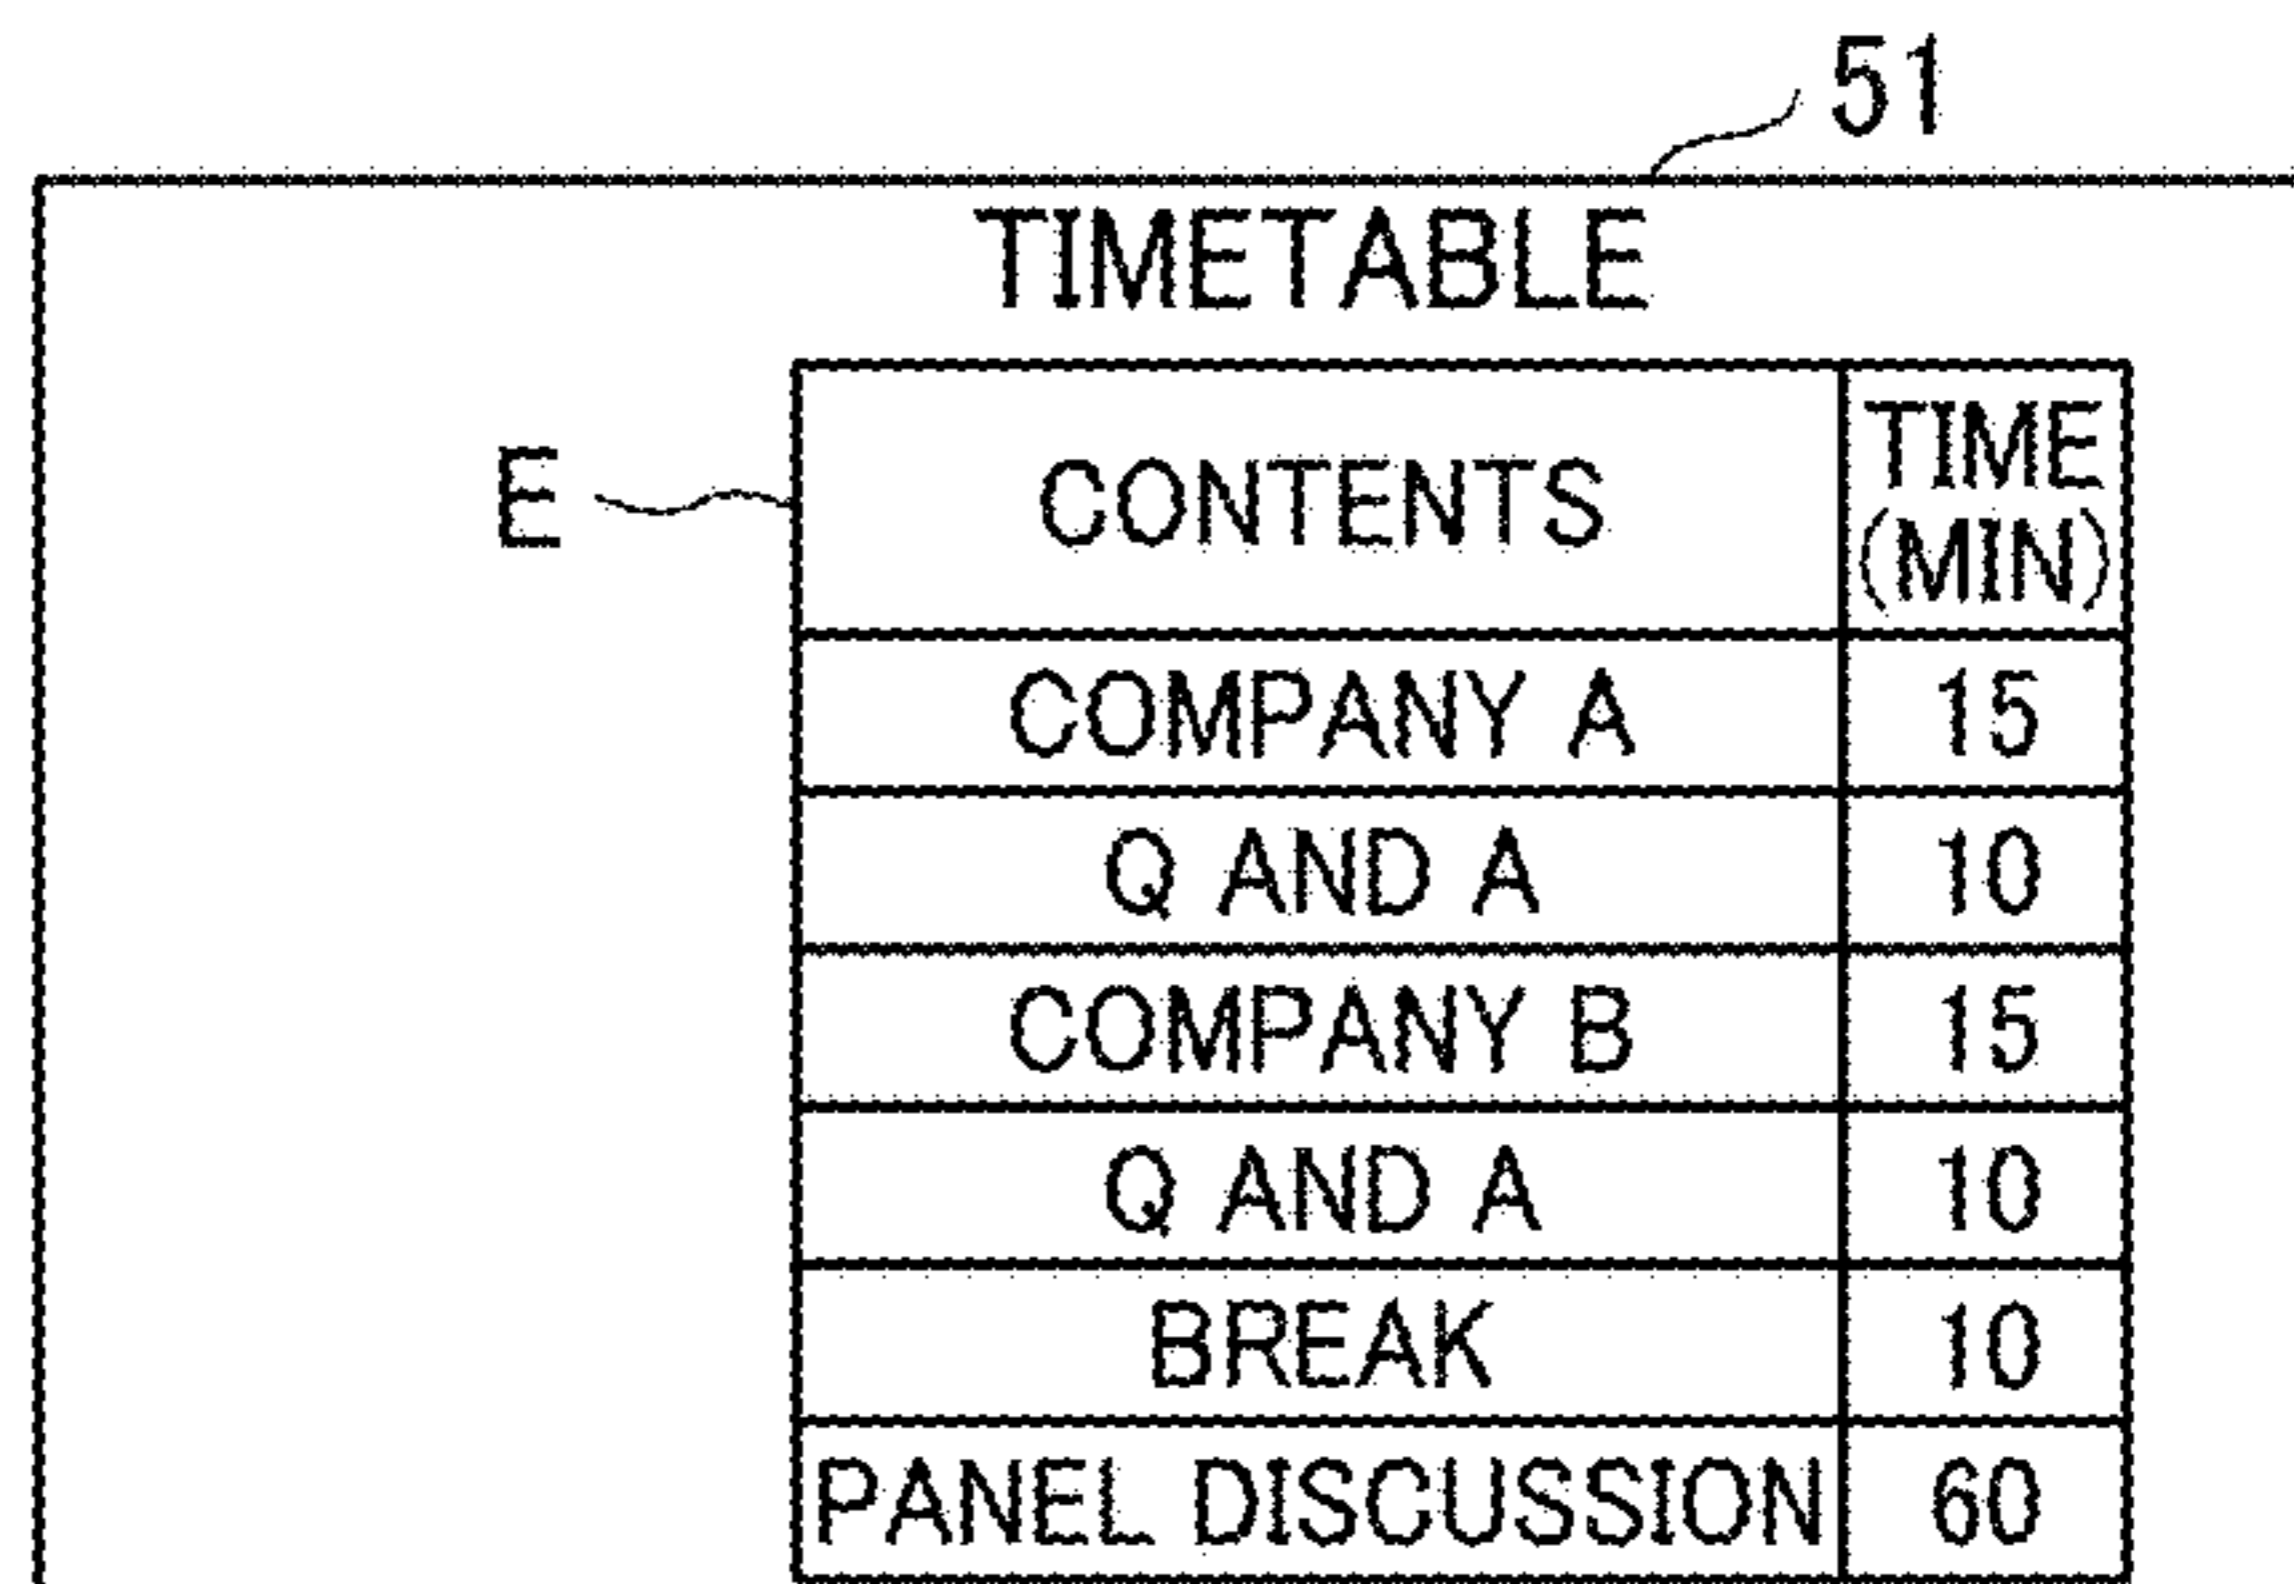 51
TIMETABLE
E
CONTENTS
TIME
(MIN)
COMPANY A 15
Q AND A 10
COMPANY B 15
Q AND A 10
BREAK 10
PANEL DISCUSSION 60